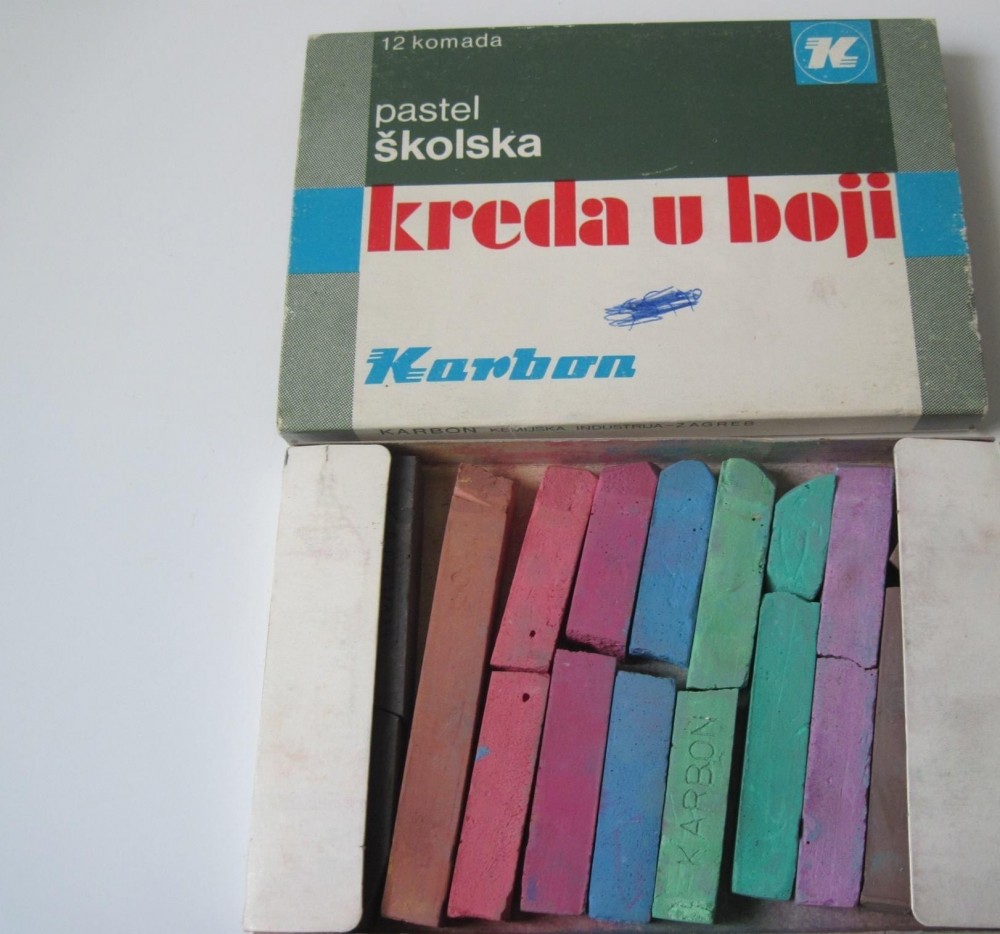 12 komada
K
pastel
školska
kreda u boji
Karbon
KARBON KEMIJSKA INDUSTRIJA-ZAGREB
KARBON